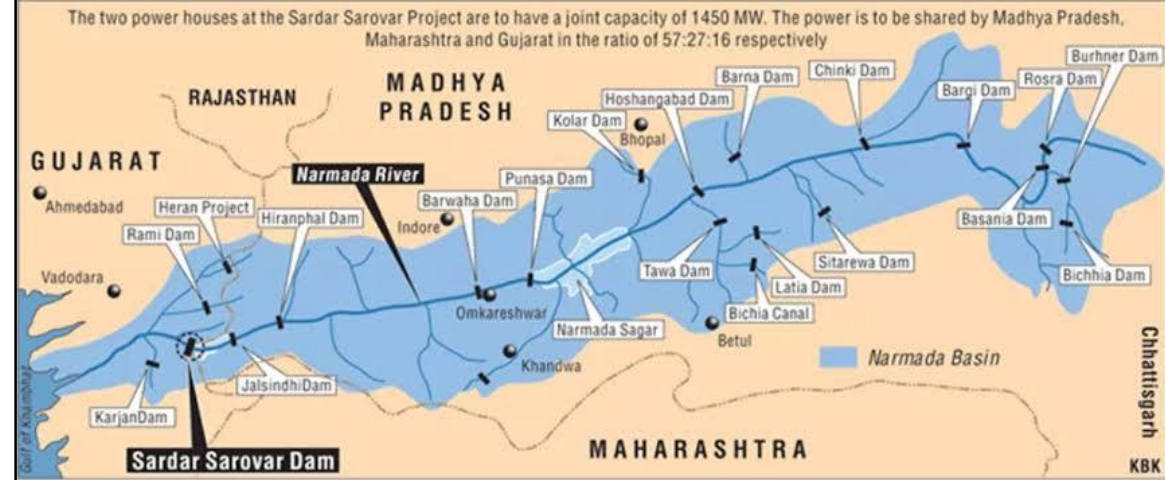 The two power houses at the Sardar Sarovar Project are to have a joint capacity of 1450 MW. The power is to be shared by Madhya Pradesh,
Maharashtra and Gujarat in the ratio of 57:27:16 respectively
Burhner Dam
Chinki Dam
Barna Dam
Rosra Dam
MADHYA
PRADESH
RAJASTHAN
Hoshangabad Dam
Bargi Dam
Kolar Dam
Bhopal
GUJARAT
Narmada River
Punasa Dam
Ahmedabad
Heran Project
Hiranphal Dam
Barwaha Dam
Indore
Rami Dam
Basania Dam
Vadodara
Tawa Dam
Sitarewa Dam
Bichhia Dam
Latia Dam
Omkareshwar
Narmada Sagar
Bichia Canal
Betul
Khandwa
Narmada Basin
JalsindhiDam
KarjanDam
Gulf of Khambhat
Sardar Sarovar Dam
MAHARASHTRA
Chhattisgarh
KBK